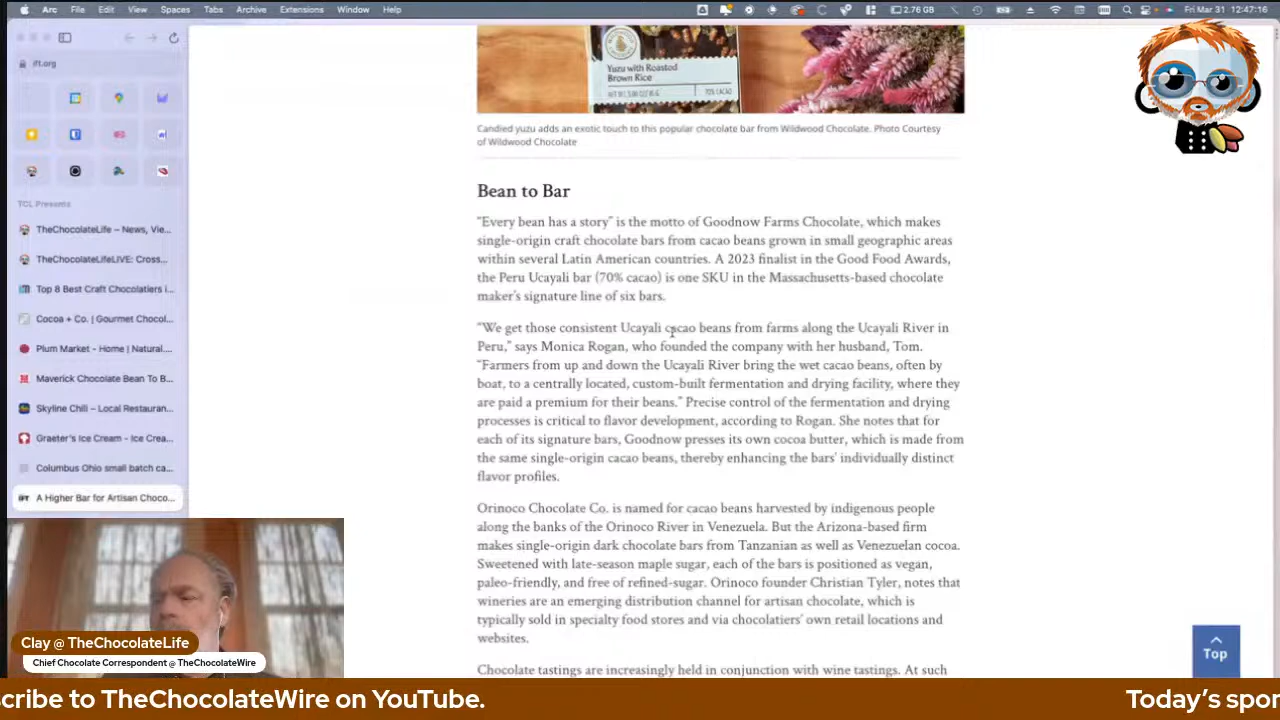 Arc File Edit View Spaces Tabs Archive Extensions Window Help
2.76 GB
Fri Mar 31 12:47:16
ift.org
TCL Presents
TheChocolateLife – News, Vie...
TheChocolateLifeLIVE: Cross...
Top 8 Best Craft Chocolatiers i...
Cocoa + Co. | Gourmet Chocol...
Plum Market - Home | Natural....
Maverick Chocolate Bean To B...
Skyline Chili – Local Restauran...
Graeter's Ice Cream - Ice Crea...
Columbus Ohio small batch ca...
A Higher Bar for Artisan Choco...
Yuzu with Roasted
Brown Rice
70% CACAO
Candied yuzu adds an exotic touch to this popular chocolate bar from Wildwood Chocolate. Photo Courtesy
of Wildwood Chocolate
Bean to Bar
“Every bean has a story” is the motto of Goodnow Farms Chocolate, which makes
single-origin craft chocolate bars from cacao beans grown in small geographic areas
within several Latin American countries. A 2023 finalist in the Good Food Awards,
the Peru Ucayali bar (70% cacao) is one SKU in the Massachusetts-based chocolate
maker’s signature line of six bars.
“We get those consistent Ucayali cacao beans from farms along the Ucayali River in
Peru,” says Monica Rogan, who founded the company with her husband, Tom.
“Farmers from up and down the Ucayali River bring the wet cacao beans, often by
boat, to a centrally located, custom-built fermentation and drying facility, where they
are paid a premium for their beans.” Precise control of the fermentation and drying
processes is critical to flavor development, according to Rogan. She notes that for
each of its signature bars, Goodnow presses its own cocoa butter, which is made from
the same single-origin cacao beans, thereby enhancing the bars’ individually distinct
flavor profiles.
Orinoco Chocolate Co. is named for cacao beans harvested by indigenous people
along the banks of the Orinoco River in Venezuela. But the Arizona-based firm
makes single-origin dark chocolate bars from Tanzanian as well as Venezuelan cocoa.
Sweetened with late-season maple sugar, each of the bars is positioned as vegan,
paleo-friendly, and free of refined-sugar. Orinoco founder Christian Tyler, notes that
wineries are an emerging distribution channel for artisan chocolate, which is
typically sold in specialty food stores and via chocolatiers’ own retail locations and
websites.
Chocolate tastings are increasingly held in conjunction with wine tastings. At such
Top
Clay @ TheChocolateLife
Chief Chocolate Correspondent @ TheChocolateWire
scribe to TheChocolateWire on YouTube.
Today’s spon